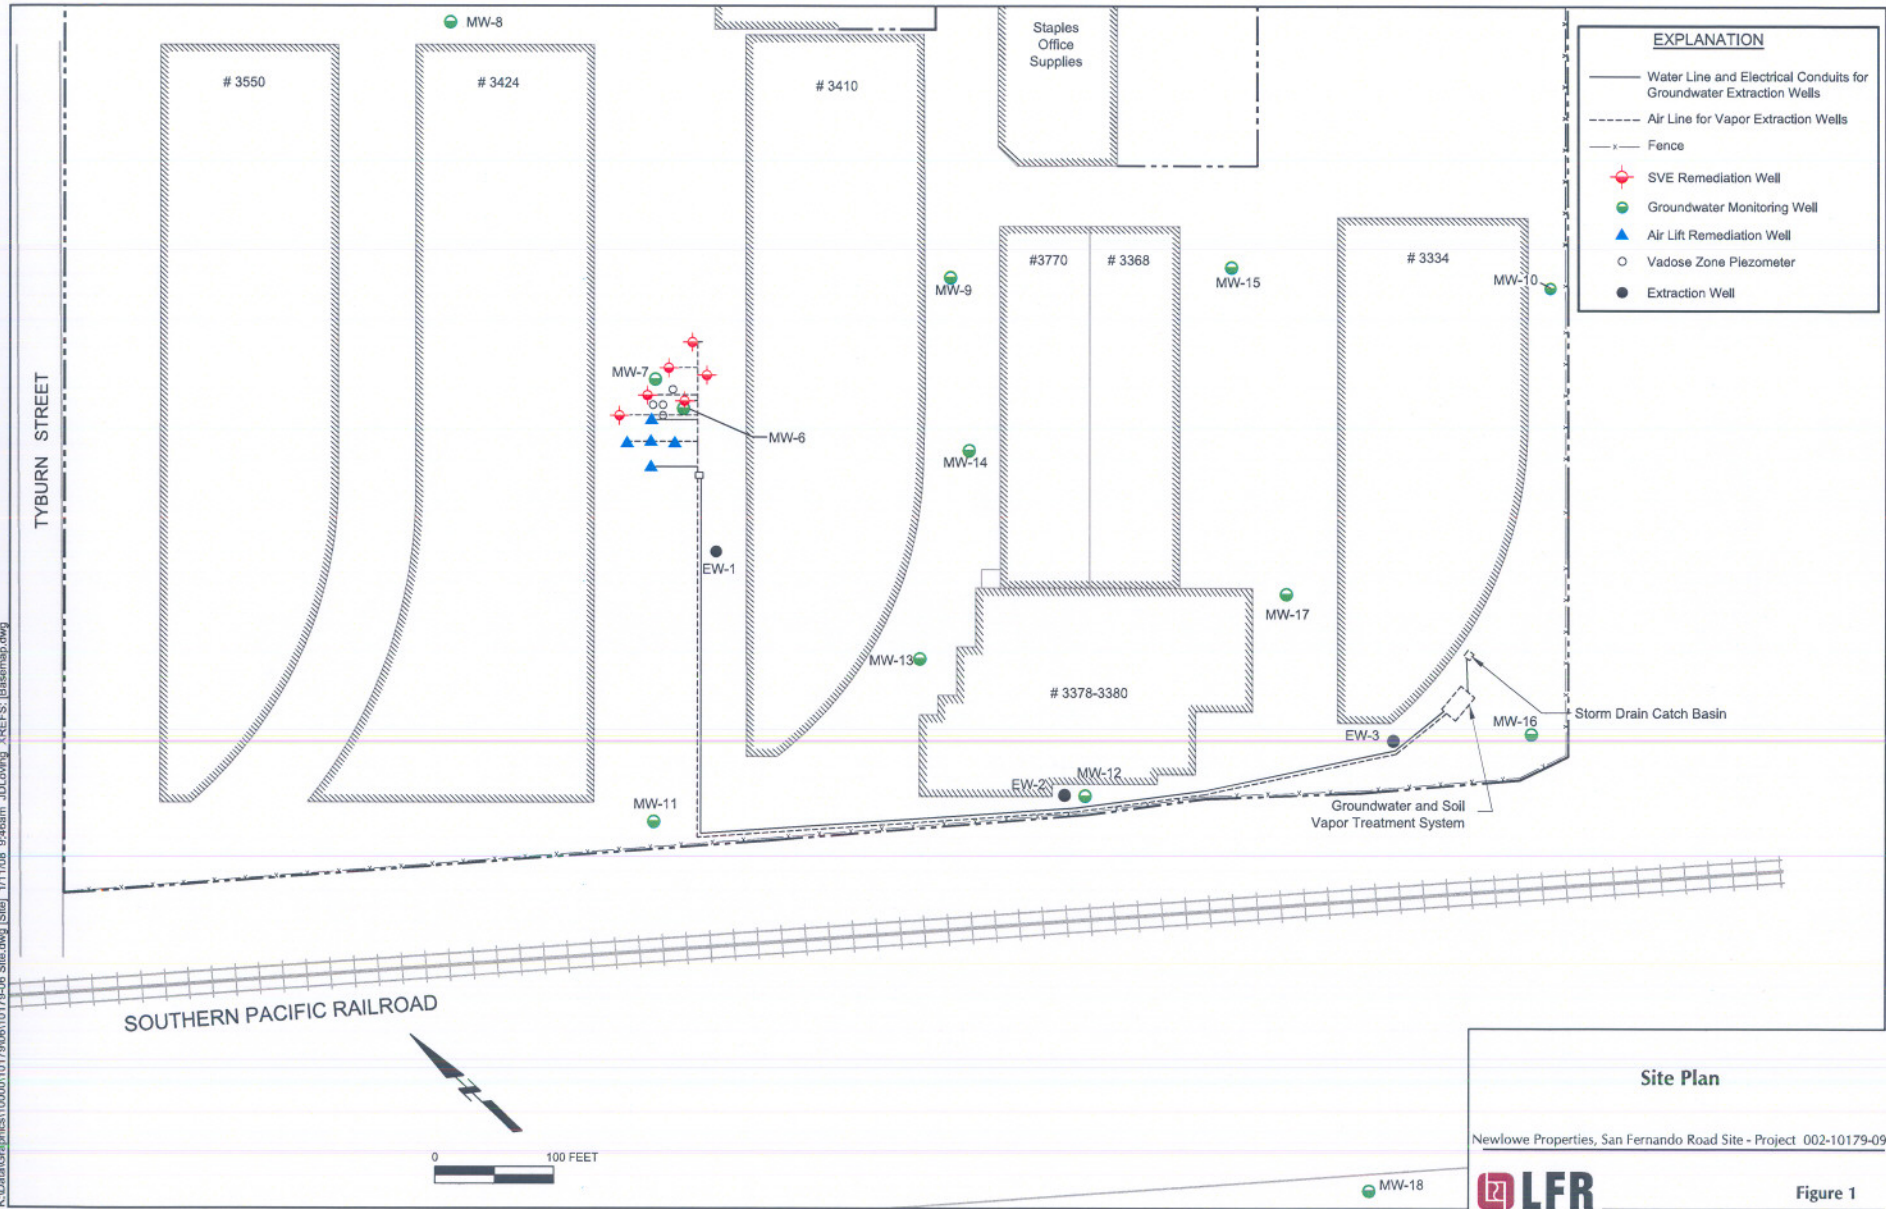 MW-8
# 3550
# 3424
# 3410
Staples
Office
Supplies
EXPLANATION
Water Line and Electrical Conduits for
Groundwater Extraction Wells
Air Line for Vapor Extraction Wells
x Fence
SVE Remediation Well
Groundwater Monitoring Well
Air Lift Remediation Well
Vadose Zone Piezometer
Extraction Well
#3770
# 3368
# 3334
MW-9
MW-15
MW-10
MW-7
MW-6
MW-14
TYBURN STREET
EW-1
MW-17
MW-13
# 3378-3380
Storm Drain Catch Basin
MW-16
EW-3
MW-12
EW-2
MW-11
Groundwater and Soil
Vapor Treatment System
SOUTHERN PACIFIC RAILROAD
0 100 FEET
MW-18
Site Plan
Newlowe Properties, San Fernando Road Site - Project 002-10179-09
LFR
Figure 1